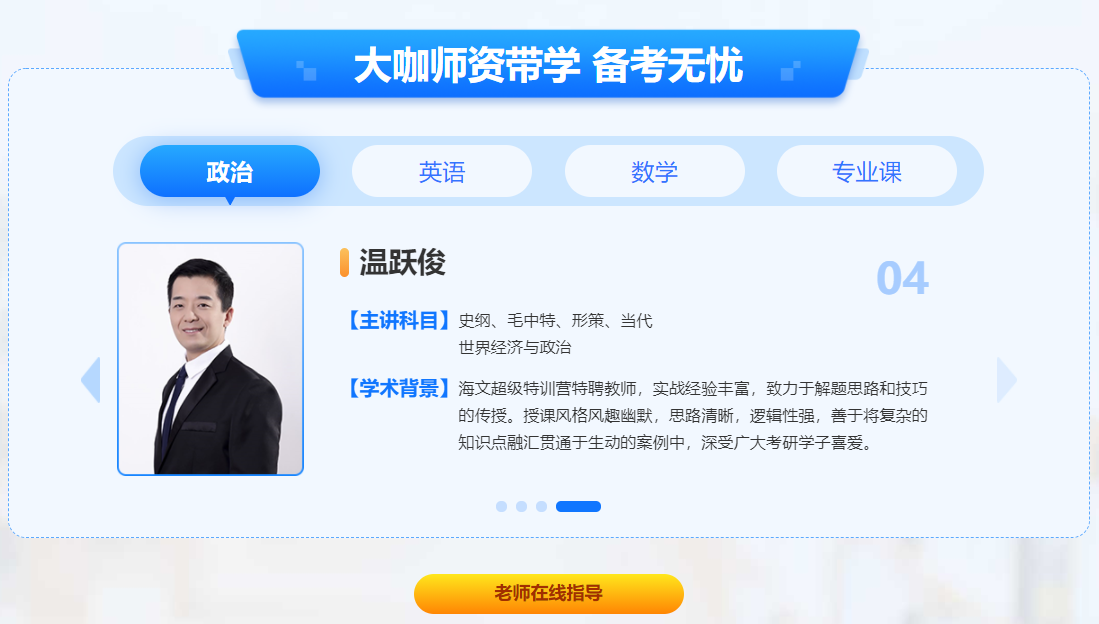 大咖师资带学 备考无忧
政治
英语
数学
专业课
温跃俊
04
【主讲科目】史纲、毛中特、形策、当代
世界经济与政治
【学术背景】海文超级特训营特聘教师，实战经验丰富，致力于解题思路和技巧
的传授。授课风格风趣幽默，思路清晰，逻辑性强，善于将复杂的
知识点融汇贯通于生动的案例中，深受广大考研学子喜爱。
老师在线指导